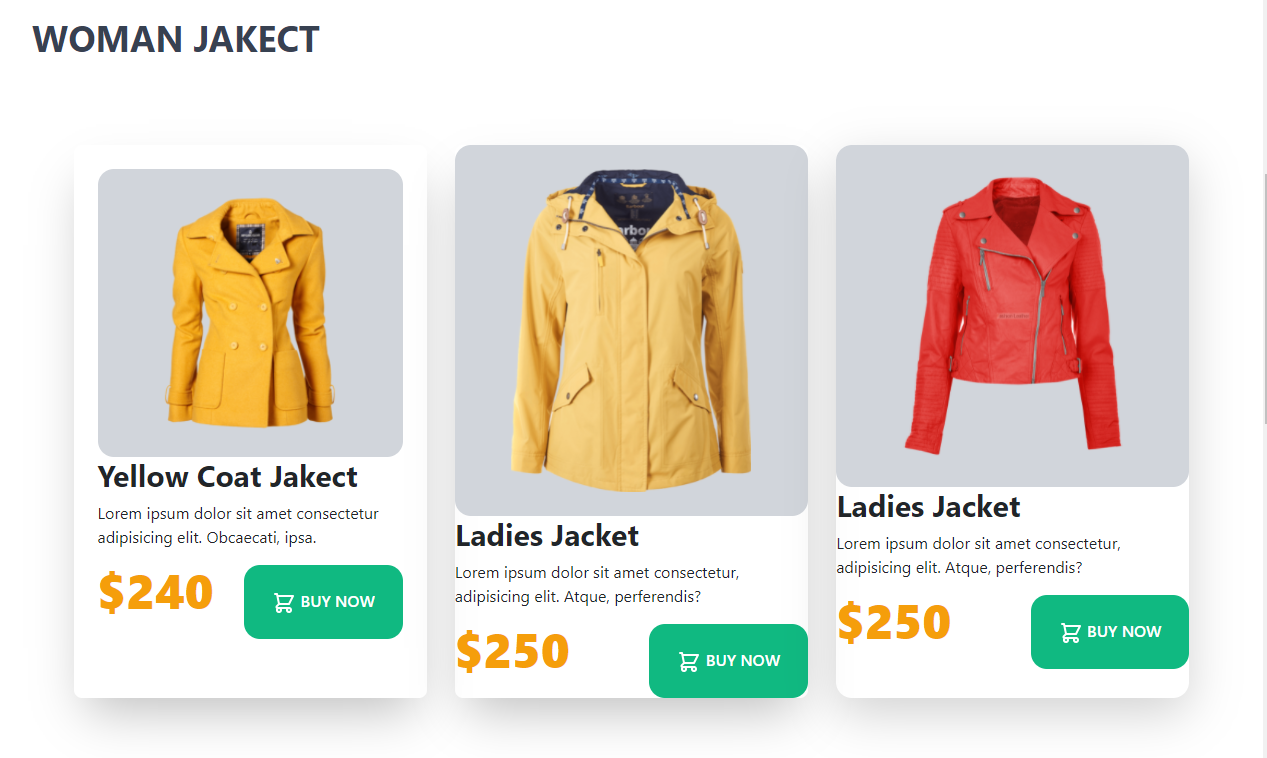 WOMAN JAKECT
Yellow Coat Jakect
Lorem ipsum dolor sit amet consectetur
adipisicing elit. Obcaecati, ipsa.
$240
BUY NOW
Ladies Jacket
Lorem ipsum dolor sit amet consectetur,
adipisicing elit. Atque, perferendis?
$250
BUY NOW
Ladies Jacket
Lorem ipsum dolor sit amet consectetur,
adipisicing elit. Atque, perferendis?
$250
BUY NOW